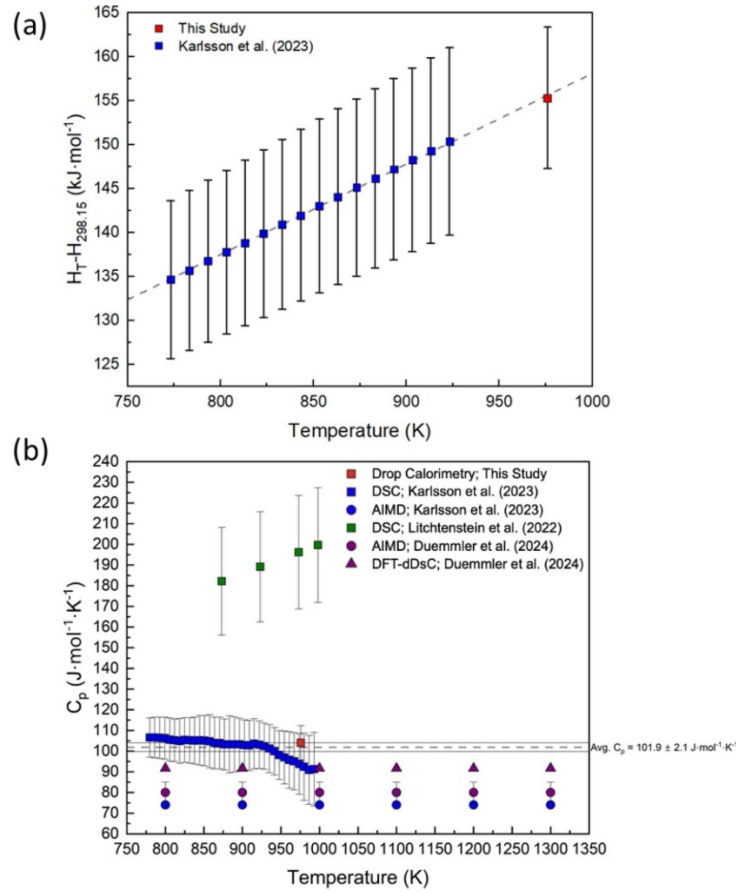 (a)
This Study
Karlsson et al. (2023)
H_T-H_298.15 (kJ·mol⁻¹)
165
160
155
150
145
140
135
130
125
750 800 850 900 950 1000
Temperature (K)
(b)
Drop Calorimetry; This Study
DSC; Karlsson et al. (2023)
AIMD; Karlsson et al. (2023)
DSC; Litchtenstein et al. (2022)
AIMD; Duemmler et al. (2024)
DFT-dDsC; Duemmler et al. (2024)
C_p (J·mol⁻¹·K⁻¹)
240
230
220
210
200
190
180
170
160
150
140
130
120
110
100
90
80
70
60
Avg. C_p = 101.9 ± 2.1 J·mol⁻¹·K⁻¹
750 800 850 900 950 1000 1050 1100 1150 1200 1250 1300 1350
Temperature (K)